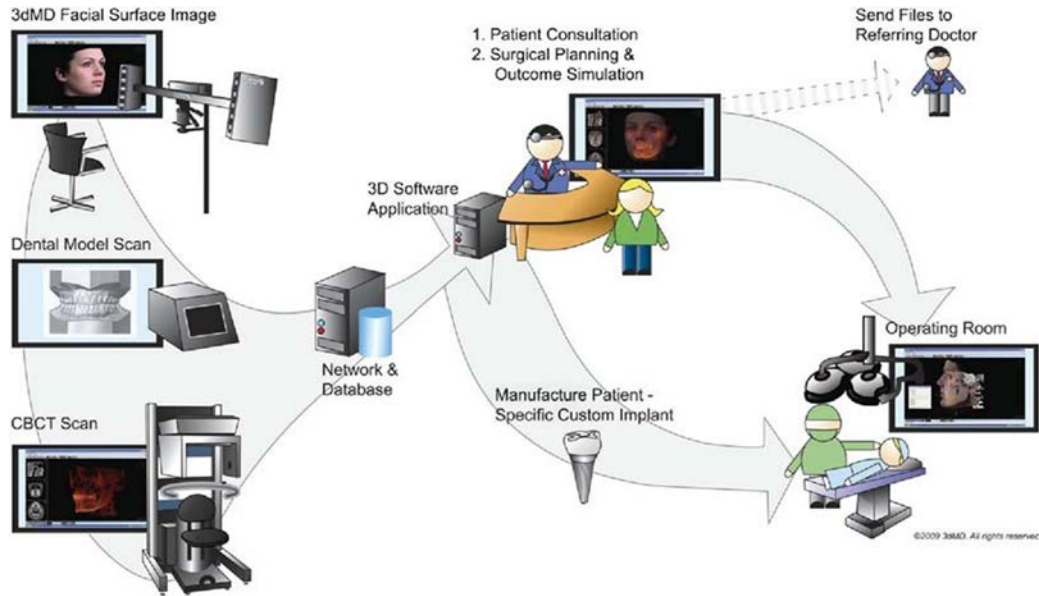 3dMD Facial Surface Image
1. Patient Consultation
2. Surgical Planning &
Outcome Simulation
Send Files to
Referring Doctor
3D Software
Application
Dental Model Scan
Network &
Database
Operating Room
Manufacture Patient -
Specific Custom Implant
CBCT Scan
©2009 3dMD. All rights reserved